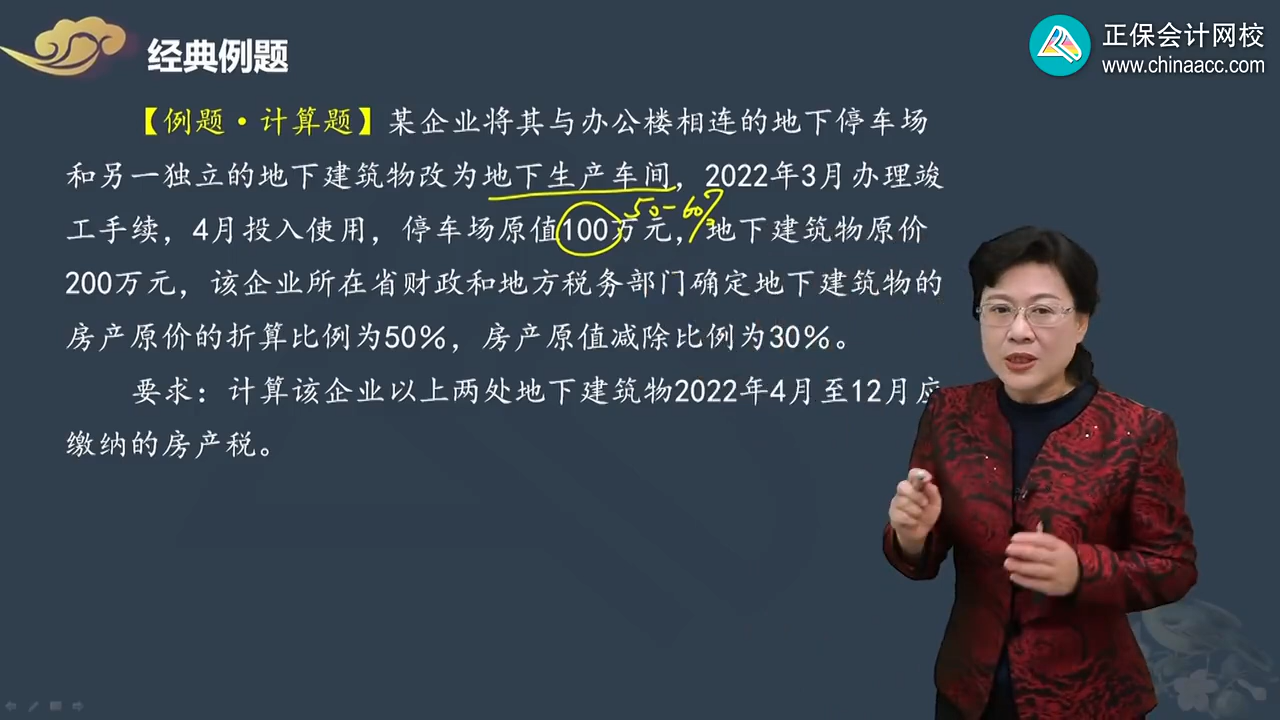 正保会计网校
www.chinaacc.com
经典例题
【例题·计算题】某企业将其与办公楼相连的地下停车场
和另一独立的地下建筑物改为地下生产车间，2022年3月办理竣
工手续，4月投入使用，停车场原值100万元，地下建筑物原价
50-60%
200万元，该企业所在省财政和地方税务部门确定地下建筑物的
房产原价的折算比例为50%，房产原值减除比例为30%。
要求：计算该企业以上两处地下建筑物2022年4月至12月应
缴纳的房产税。